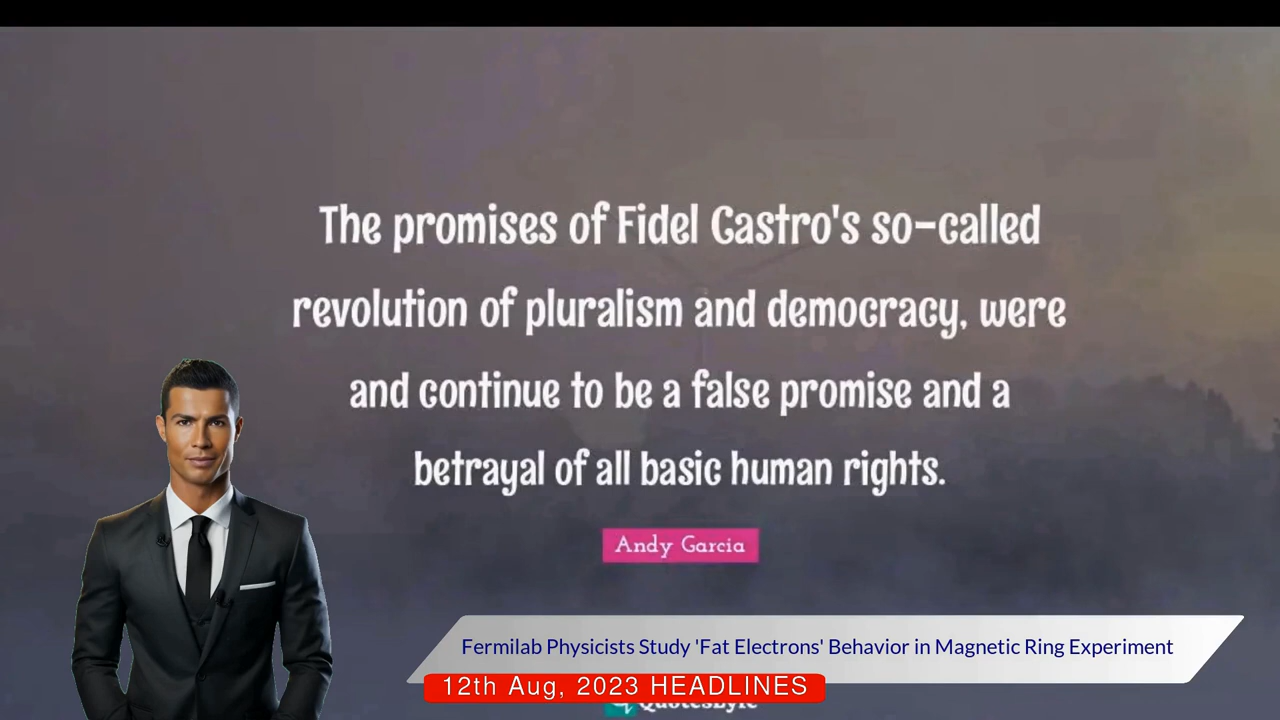 The promises of Fidel Castro's so-called
revolution of pluralism and democracy, were
and continue to be a false promise and a
betrayal of all basic human rights.
Andy Garcia
Fermilab Physicists Study 'Fat Electrons' Behavior in Magnetic Ring Experiment
12th Aug, 2023 HEADLINES